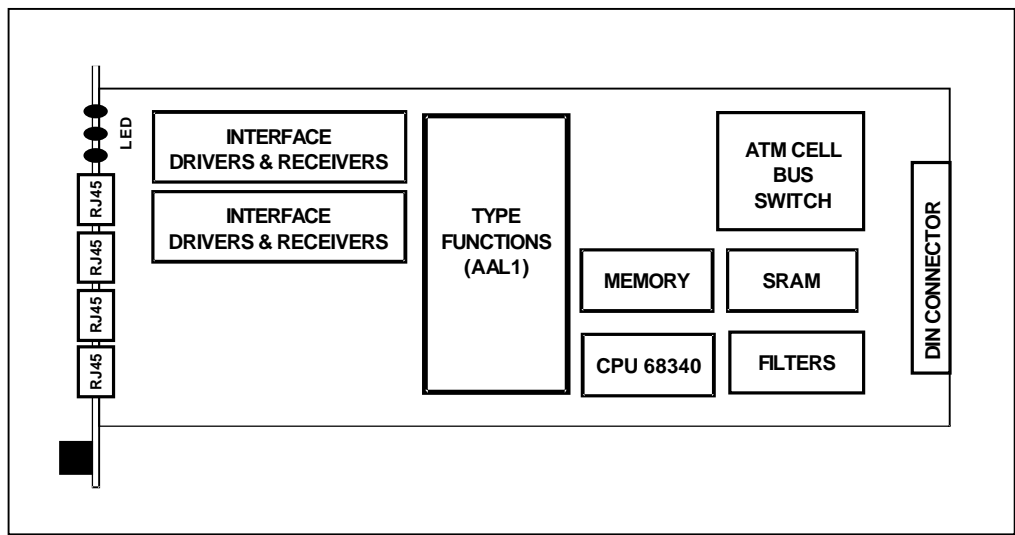 LED
RJ45
RJ45
RJ45
RJ45
INTERFACE
DRIVERS & RECEIVERS
INTERFACE
DRIVERS & RECEIVERS
TYPE
FUNCTIONS
(AAL1)
ATM CELL
BUS
SWITCH
MEMORY
SRAM
CPU 68340
FILTERS
DIN CONNECTOR